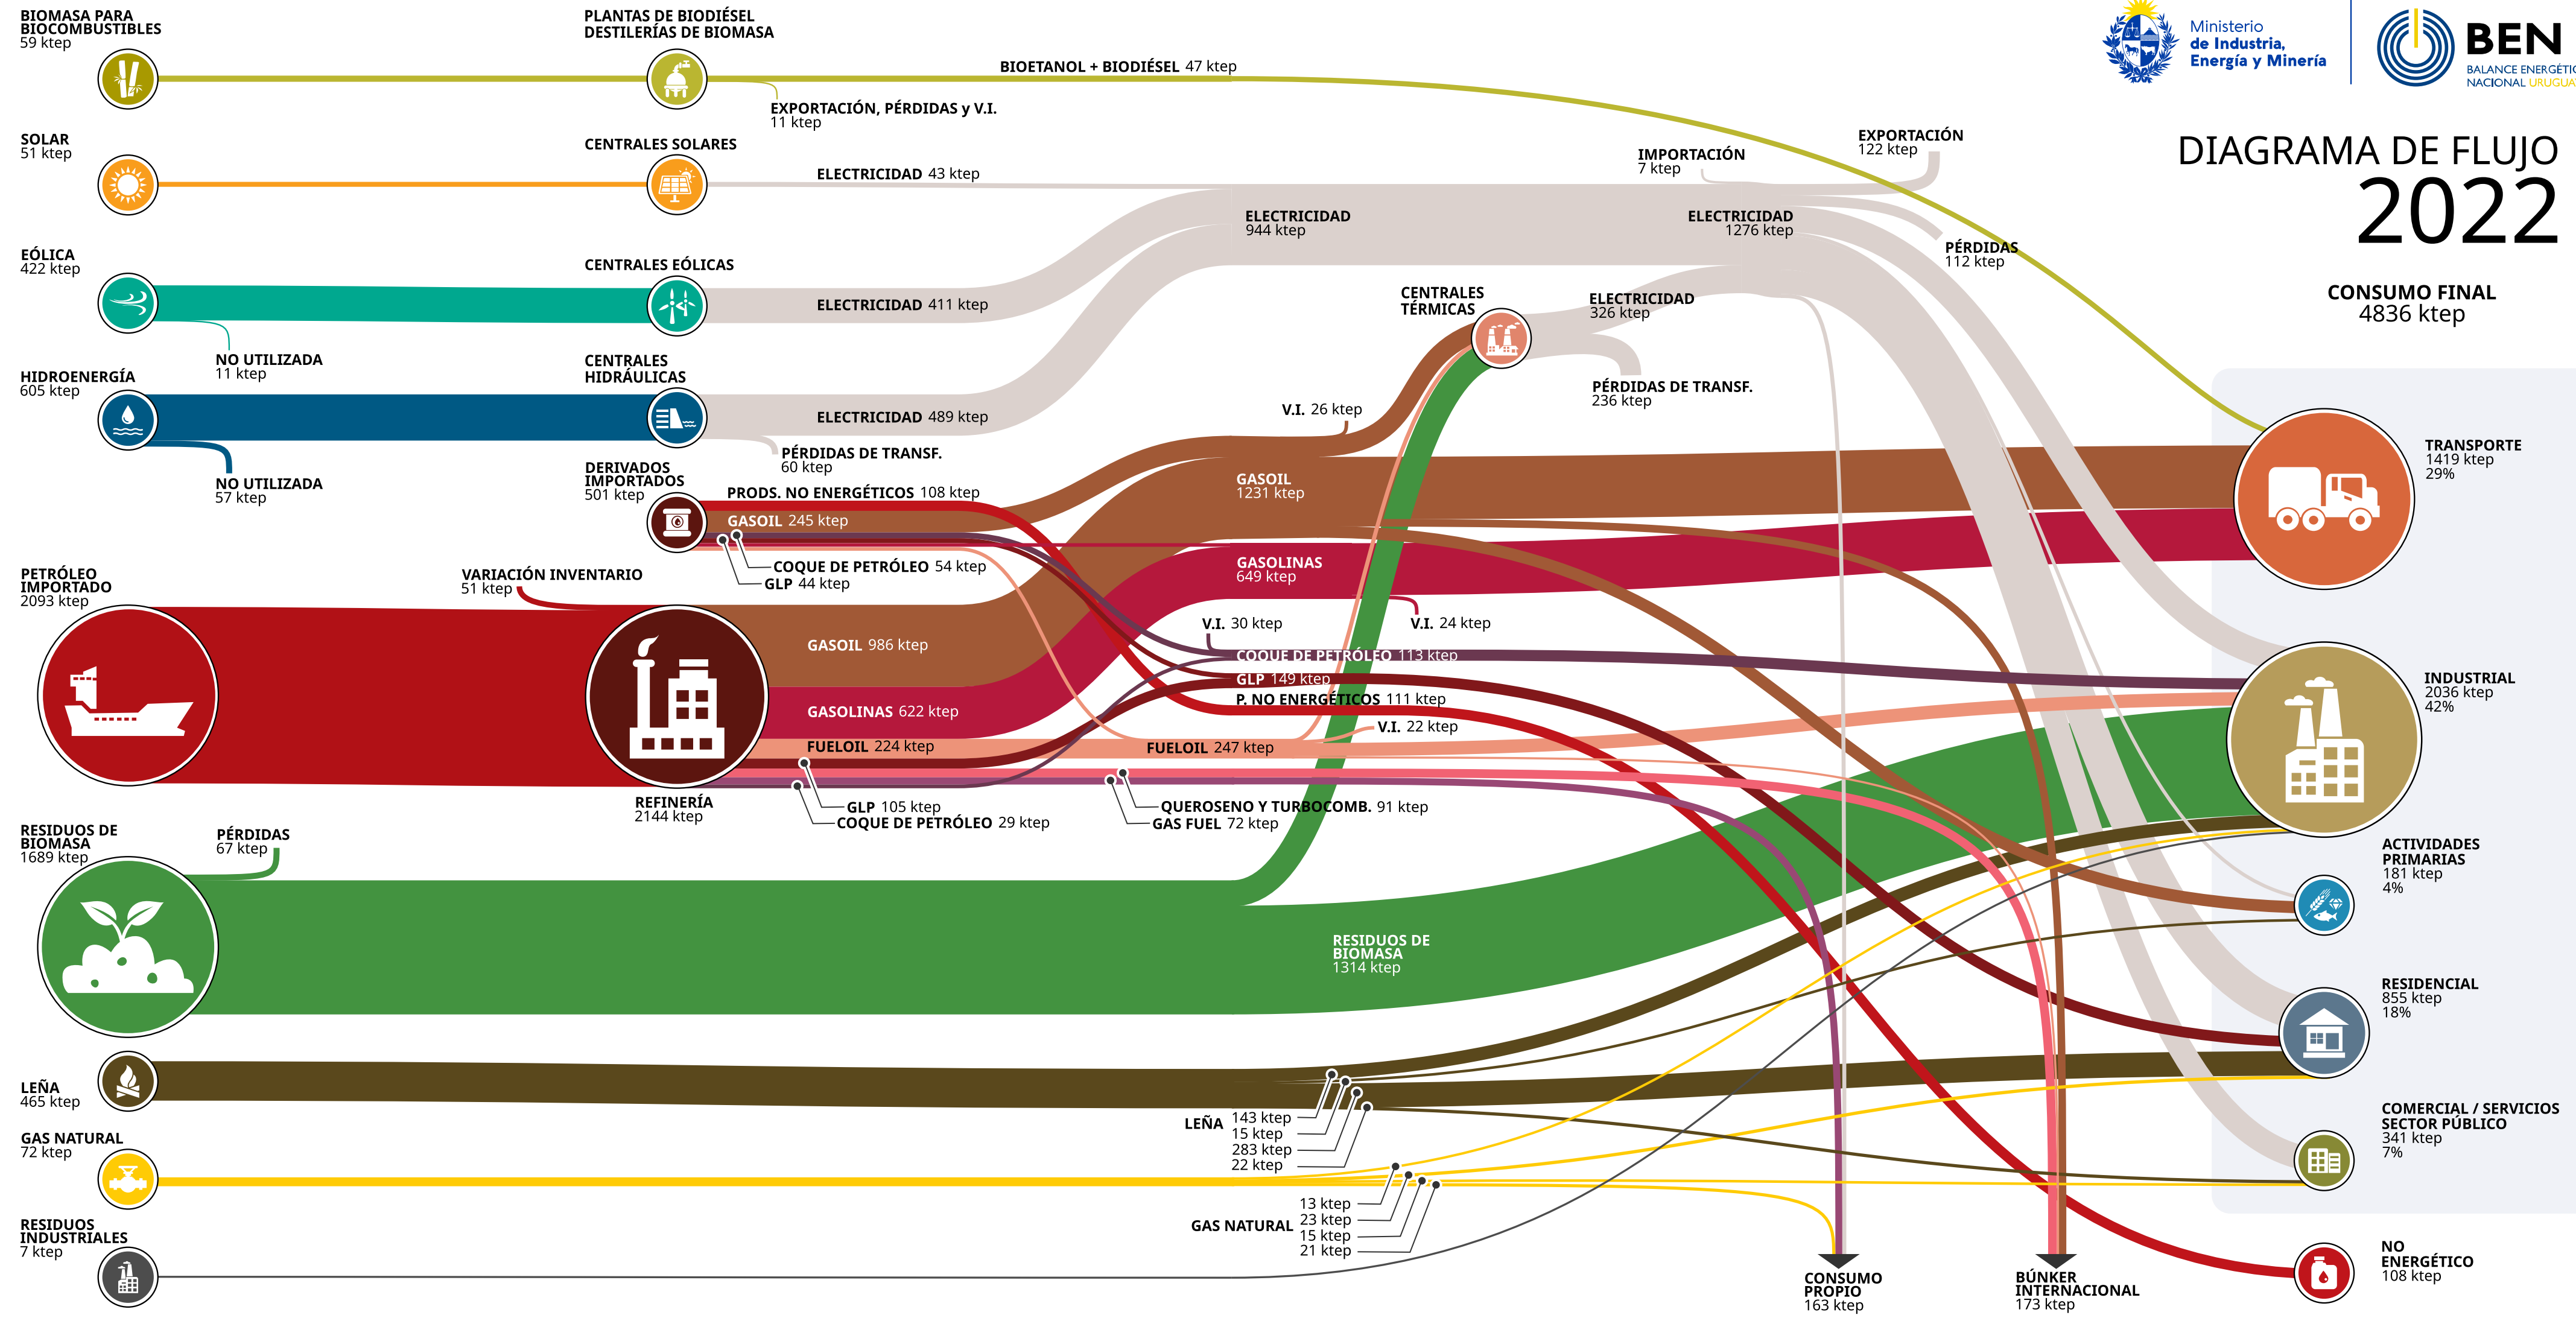 BIOMASA PARA
BIOCOMBUSTIBLES
59 ktep
PLANTAS DE BIODIÉSEL
DESTILERÍAS DE BIOMASA
BIOETANOL + BIODIÉSEL 47 ktep
EXPORTACIÓN, PÉRDIDAS y V.I.
11 ktep
Ministerio
de Industria,
Energía y Minería
BEN
BALANCE ENERGÉTIC
NACIONAL URUGUA
DIAGRAMA DE FLUJO
2022
CONSUMO FINAL
4836 ktep
SOLAR
51 ktep
CENTRALES SOLARES
ELECTRICIDAD 43 ktep
IMPORTACIÓN
7 ktep
EXPORTACIÓN
122 ktep
ELECTRICIDAD
944 ktep
ELECTRICIDAD
1276 ktep
PÉRDIDAS
112 ktep
EÓLICA
422 ktep
CENTRALES EÓLICAS
ELECTRICIDAD 411 ktep
NO UTILIZADA
11 ktep
CENTRALES
TÉRMICAS
ELECTRICIDAD
326 ktep
PÉRDIDAS DE TRANSF.
236 ktep
HIDROENERGÍA
605 ktep
CENTRALES
HIDRÁULICAS
ELECTRICIDAD 489 ktep
PÉRDIDAS DE TRANSF.
60 ktep
NO UTILIZADA
57 ktep
V.I. 26 ktep
DERIVADOS
IMPORTADOS
501 ktep
PRODS. NO ENERGÉTICOS 108 ktep
GASOIL 245 ktep
COQUE DE PETRÓLEO 54 ktep
GLP 44 ktep
GASOIL
1231 ktep
GASOLINAS
649 ktep
TRANSPORTE
1419 ktep
29%
PETRÓLEO
IMPORTADO
2093 ktep
VARIACIÓN INVENTARIO
51 ktep
GASOIL 986 ktep
GASOLINAS 622 ktep
FUELOIL 224 ktep
V.I. 30 ktep
V.I. 24 ktep
COQUE DE PETRÓLEO 113 ktep
GLP 149 ktep
P. NO ENERGÉTICOS 111 ktep
V.I. 22 ktep
FUELOIL 247 ktep
INDUSTRIAL
2036 ktep
42%
REFINERÍA
2144 ktep
GLP 105 ktep
COQUE DE PETRÓLEO 29 ktep
QUEROSENO Y TURBOCOMB. 91 ktep
GAS FUEL 72 ktep
RESIDUOS DE
BIOMASA
1689 ktep
PÉRDIDAS
67 ktep
RESIDUOS DE
BIOMASA
1314 ktep
ACTIVIDADES
PRIMARIAS
181 ktep
4%
RESIDENCIAL
855 ktep
18%
LEÑA
465 ktep
LEÑA
143 ktep
15 ktep
283 ktep
22 ktep
COMERCIAL / SERVICIOS
SECTOR PÚBLICO
341 ktep
7%
GAS NATURAL
72 ktep
GAS NATURAL
13 ktep
23 ktep
15 ktep
21 ktep
RESIDUOS
INDUSTRIALES
7 ktep
CONSUMO
PROPIO
163 ktep
BÚNKER
INTERNACIONAL
173 ktep
NO
ENERGÉTICO
108 ktep